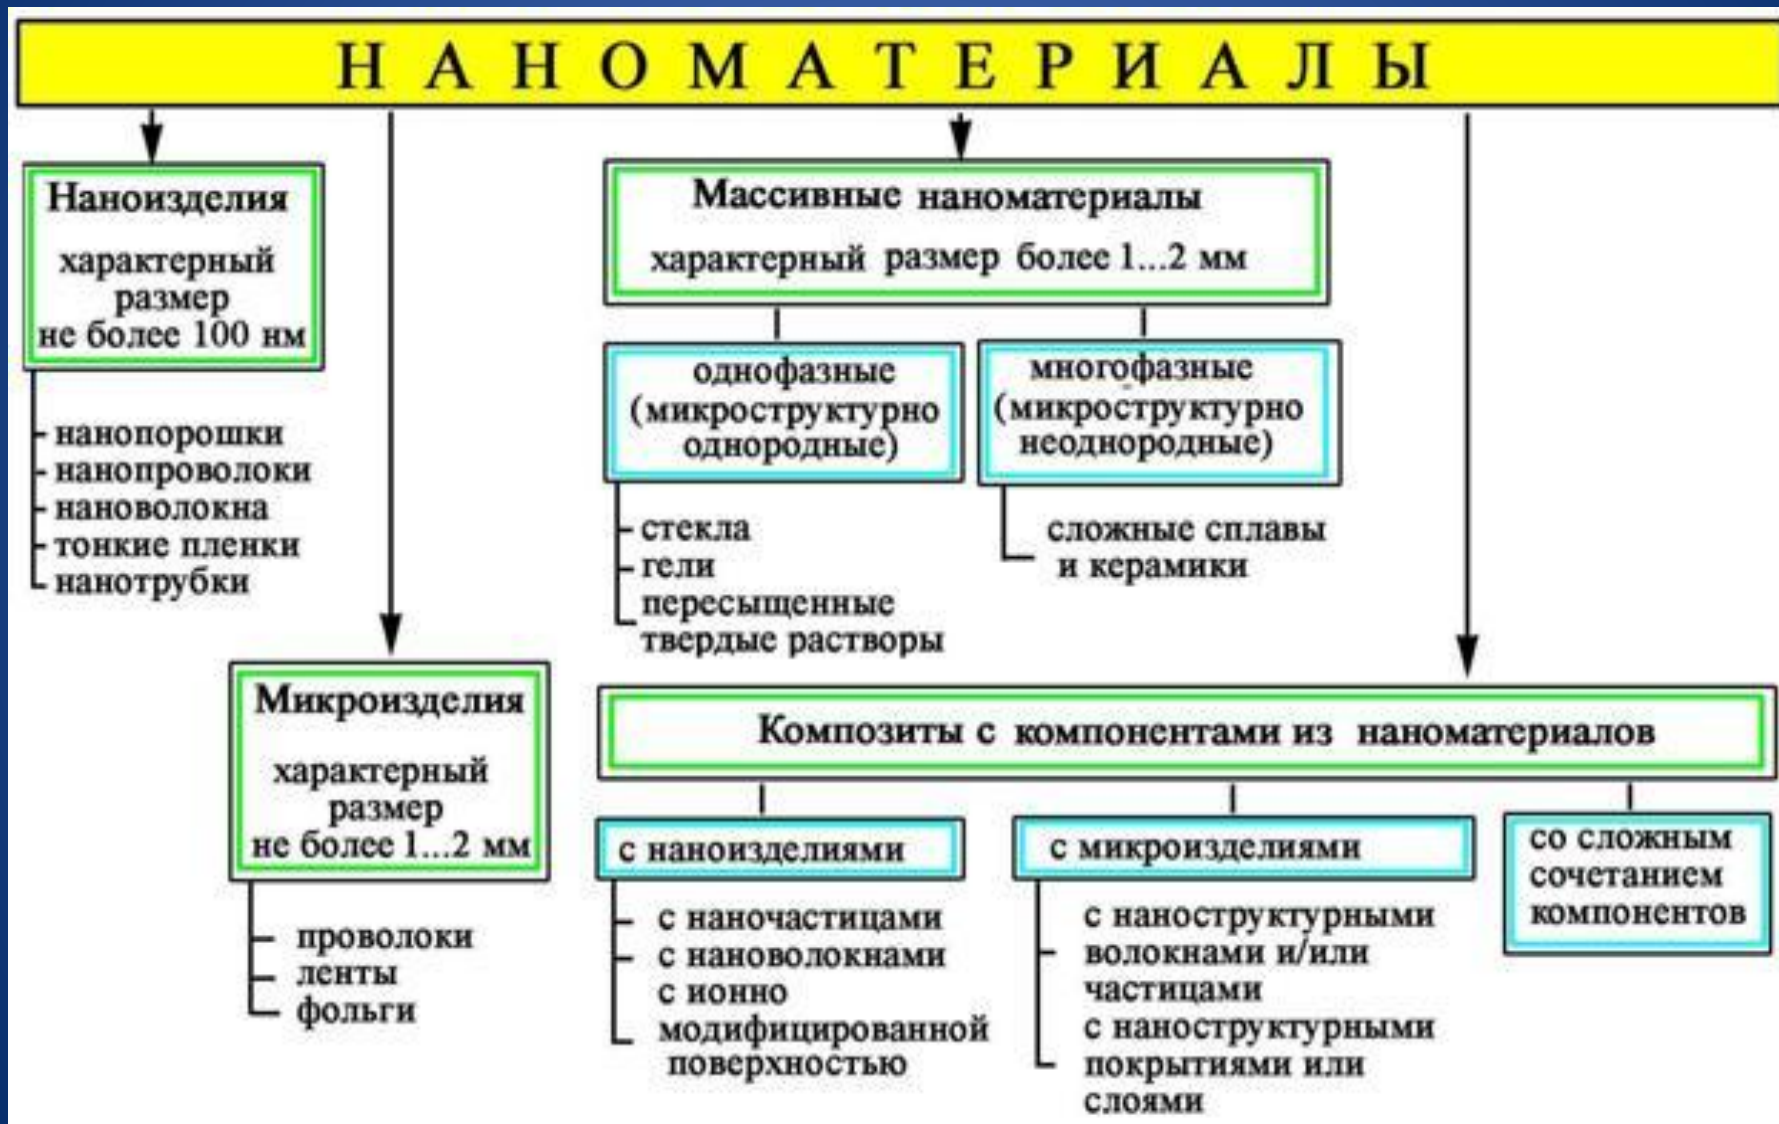 НАНОМАТЕРИАЛЫ
Наноизделия
характерный
размер
не более 100 нм
нанопорошки
нанопроволоки
нановолокна
тонкие пленки
нанотрубки
Микроизделия
характерный
размер
не более 1...2 мм
проволоки
ленты
фольги
Массивные наноматериалы
характерный размер более 1...2 мм
однофазные
(микроструктурно
однородные)
стекла
гели
пересыщенные
твердые растворы
многофазные
(микроструктурно
неоднородные)
сложные сплавы
и керамики
Композиты с компонентами из наноматериалов
с наноизделиями
с наночастицами
с нановолокнами
с ионно
модифицированной
поверхностью
с микроизделиями
с наноструктурными
волокнами и/или
частицами
с наноструктурными
покрытиями или
слоями
со сложным
сочетанием
компонентов